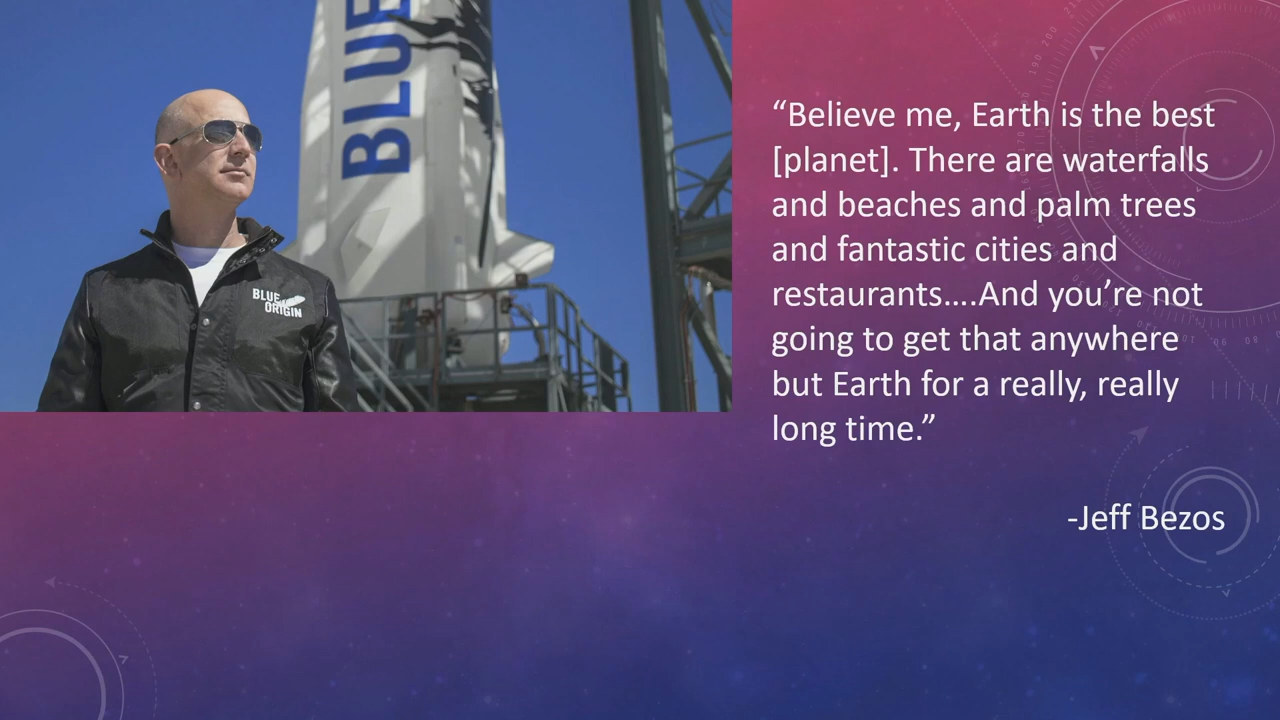 BLUE
BLUE
ORIGIN
“Believe me, Earth is the best
[planet]. There are waterfalls
and beaches and palm trees
and fantastic cities and
restaurants….And you’re not
going to get that anywhere
but Earth for a really, really
long time.”
-Jeff Bezos